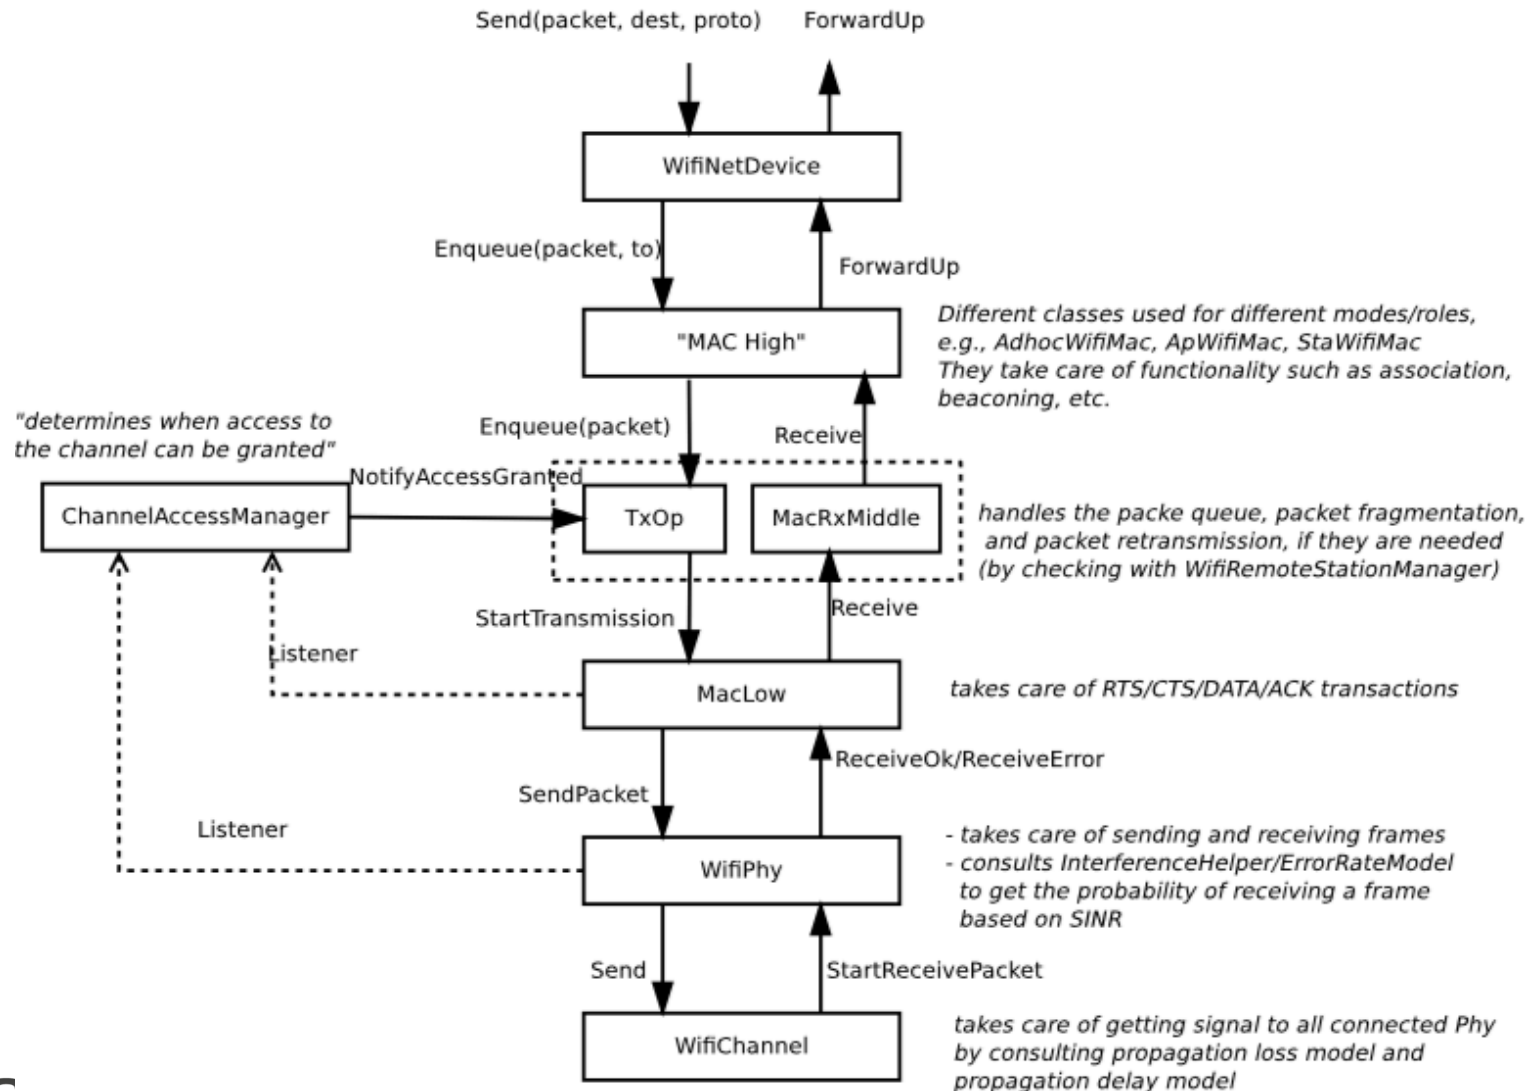 Send(packet, dest, proto)
ForwardUp
WifiNetDevice
Enqueue(packet, to)
ForwardUp
"MAC High"
Different classes used for different modes/roles,
e.g., AdhocWifiMac, ApWifiMac, StaWifiMac
They take care of functionality such as association,
beaconing, etc.
Enqueue(packet)
Receive
"determines when access to
the channel can be granted"
NotifyAccessGranted
ChannelAccessManager
TxOp
MacRxMiddle
handles the packe queue, packet fragmentation,
and packet retransmission, if they are needed
(by checking with WifiRemoteStationManager)
StartTransmission
Receive
Listener
MacLow
takes care of RTS/CTS/DATA/ACK transactions
ReceiveOk/ReceiveError
SendPacket
Listener
WifiPhy
- takes care of sending and receiving frames
- consults InterferenceHelper/ErrorRateModel
to get the probability of receiving a frame
based on SINR
Send
StartReceivePacket
WifiChannel
takes care of getting signal to all connected Phy
by consulting propagation loss model and
propagation delay model